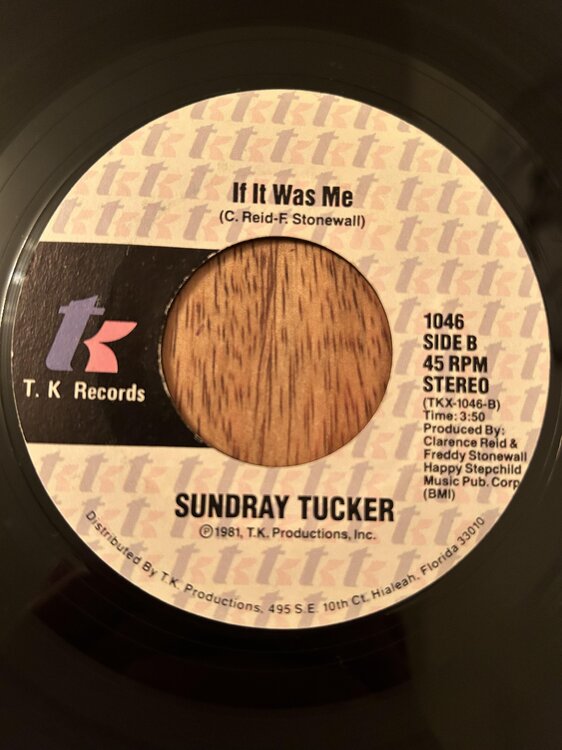 If It Was Me
(C. Reid-F. Stonewall)
tk
T. K Records
1046
SIDE B
45 RPM
STEREO
(TKX-1046-B)
Time: 3:50
Produced By:
Clarence Reid &
Freddy Stonewall
Happy Stepchild
Music Pub. Corp
(BMI)
SUNDRAY TUCKER
Ⓟ1981, T.K. Productions, Inc.
Distributed By T.K. Productions, 495 S.E. 10th Ct. Hialeah, Florida 33010